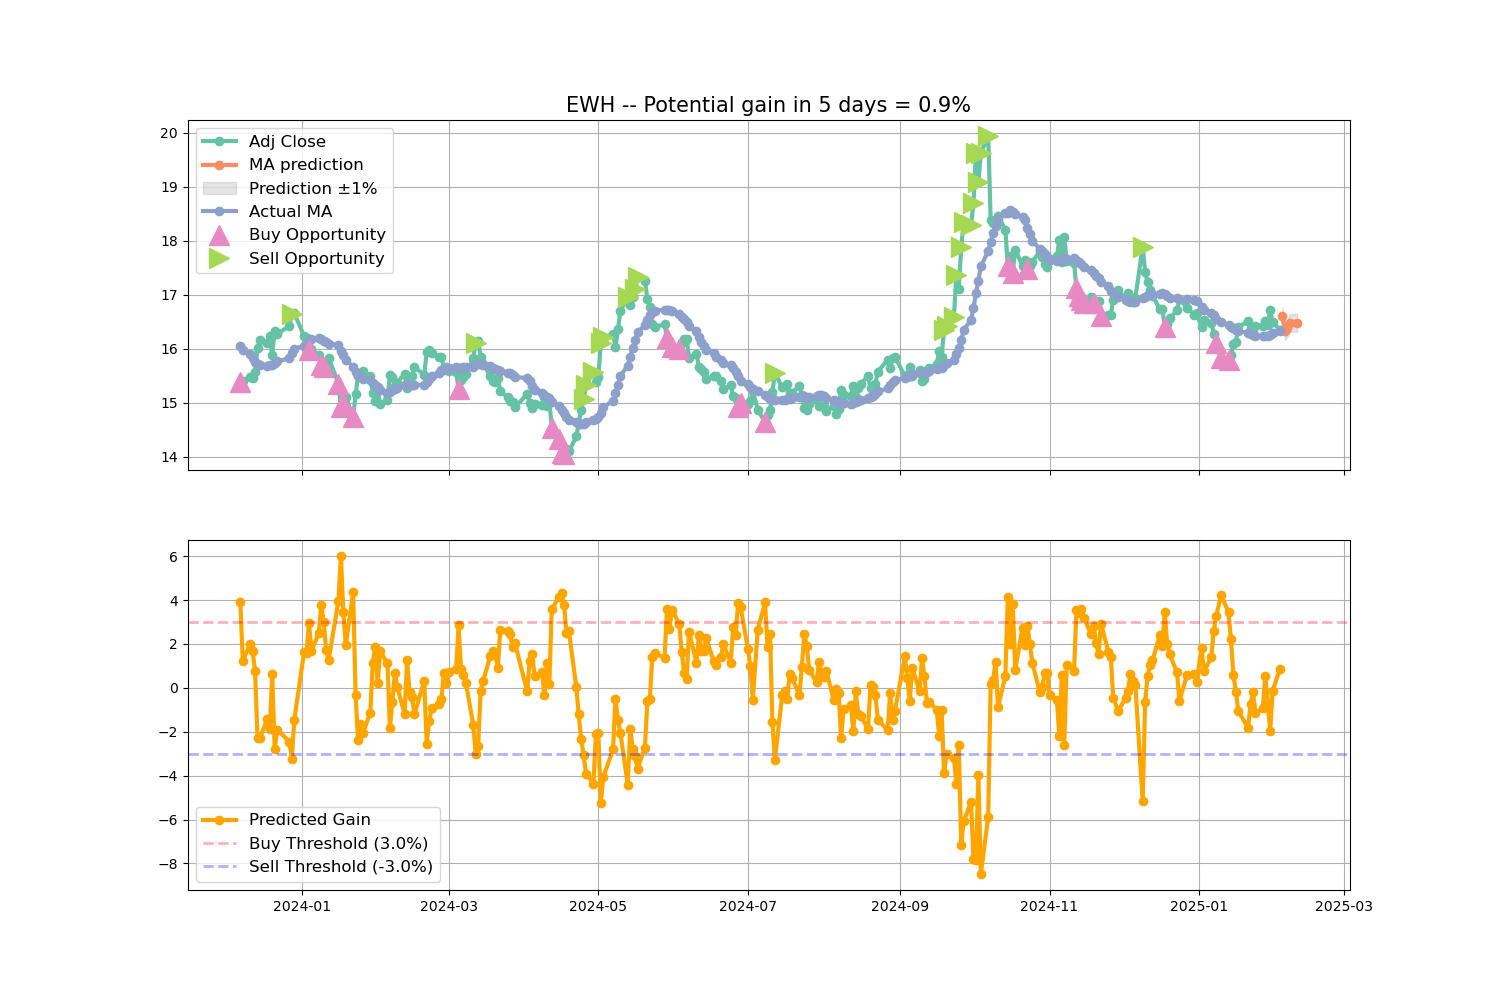 EWH -- Potential gain in 5 days = 0.9%
20
19
18
17
16
15
14
Adj Close
MA prediction
Prediction ±1%
Actual MA
Buy Opportunity
Sell Opportunity
6
4
2
0
−2
−4
−6
−8
Predicted Gain
Buy Threshold (3.0%)
Sell Threshold (-3.0%)
2024-01
2024-03
2024-05
2024-07
2024-09
2024-11
2025-01
2025-03